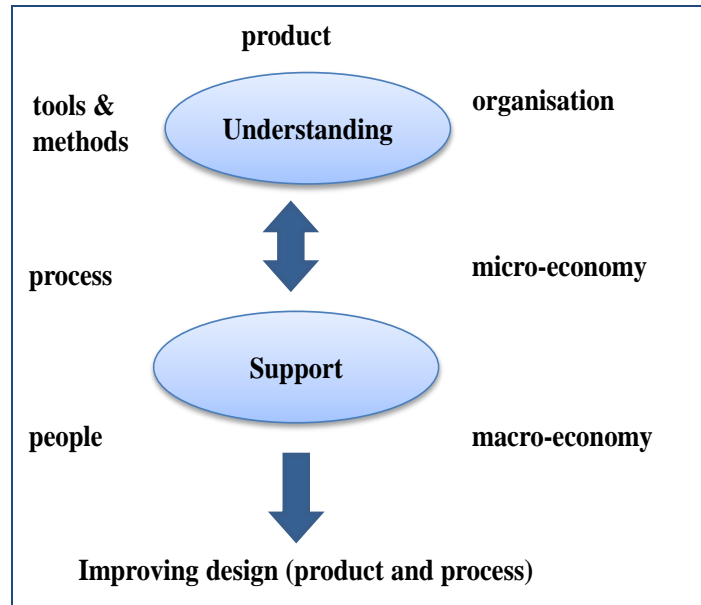 product
tools &
methods
Understanding
organisation
process
micro-economy
Support
people
macro-economy
Improving design (product and process)